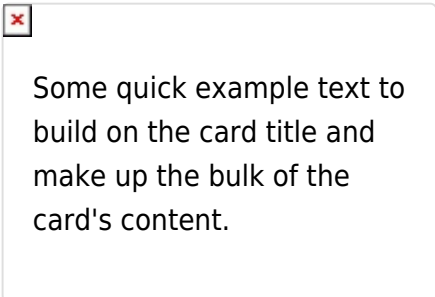 Some quick example text to
build on the card title and
make up the bulk of the
card's content.